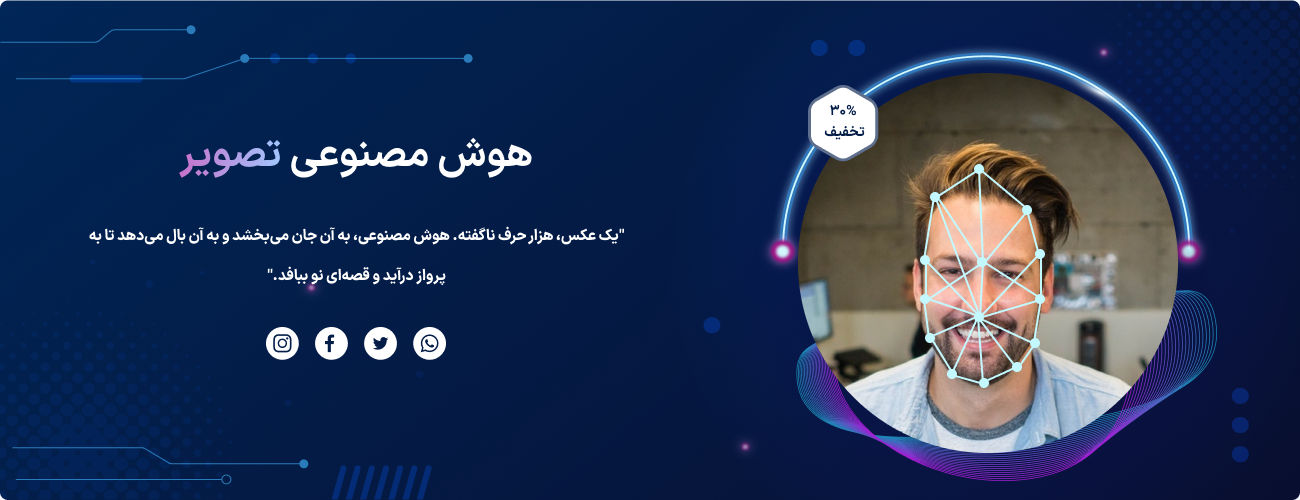 هوش مصنوعی تصویر
"یک عکس، هزار حرف ناگفته. هوش مصنوعی، به آن جان می‌بخشد و به آن بال می‌دهد تا به
پرواز درآید و قصه‌ای نو ببافد."
۳۰%
تخفیف